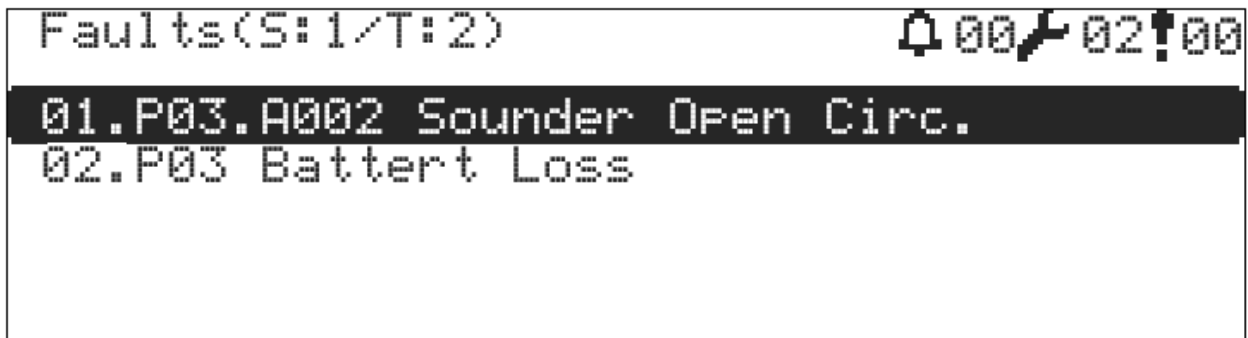 Faults(S:1/T:2) 00 02 00
01.P03.A002 Sounder Open Circ.
02.P03 Battert Loss